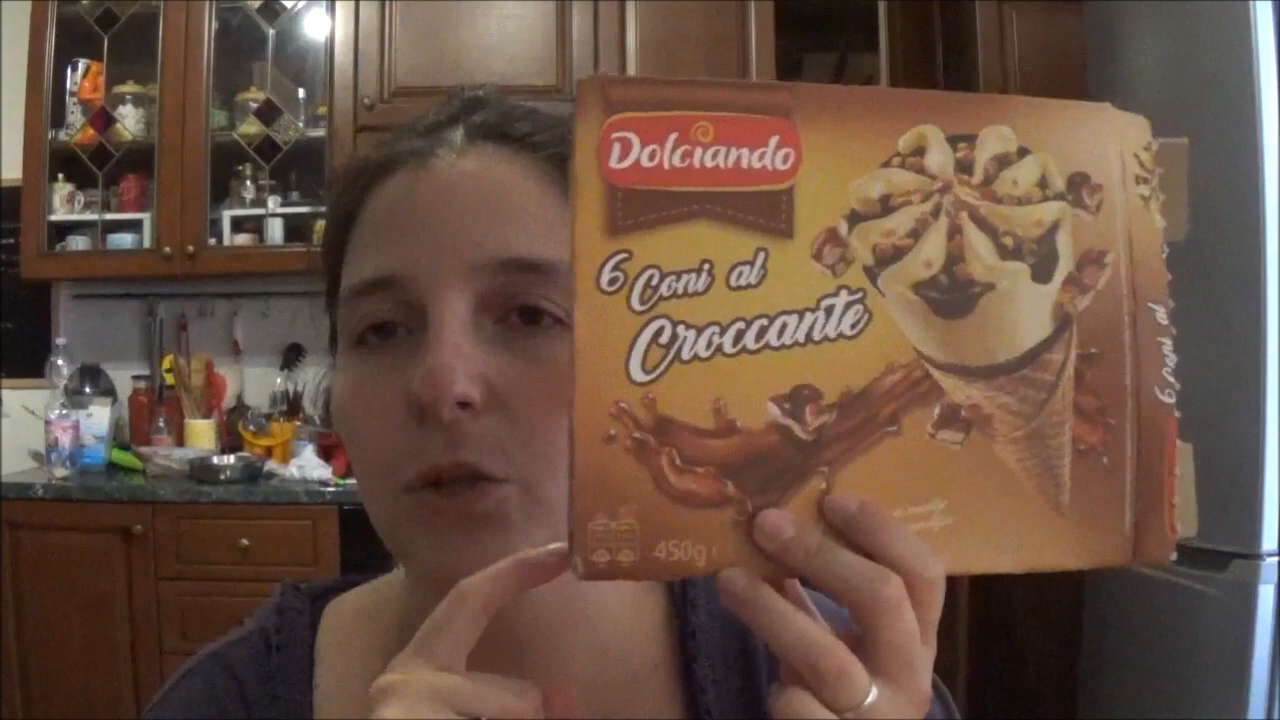 Dolciando
6 Coni al
Croccante
450g
6 coni al